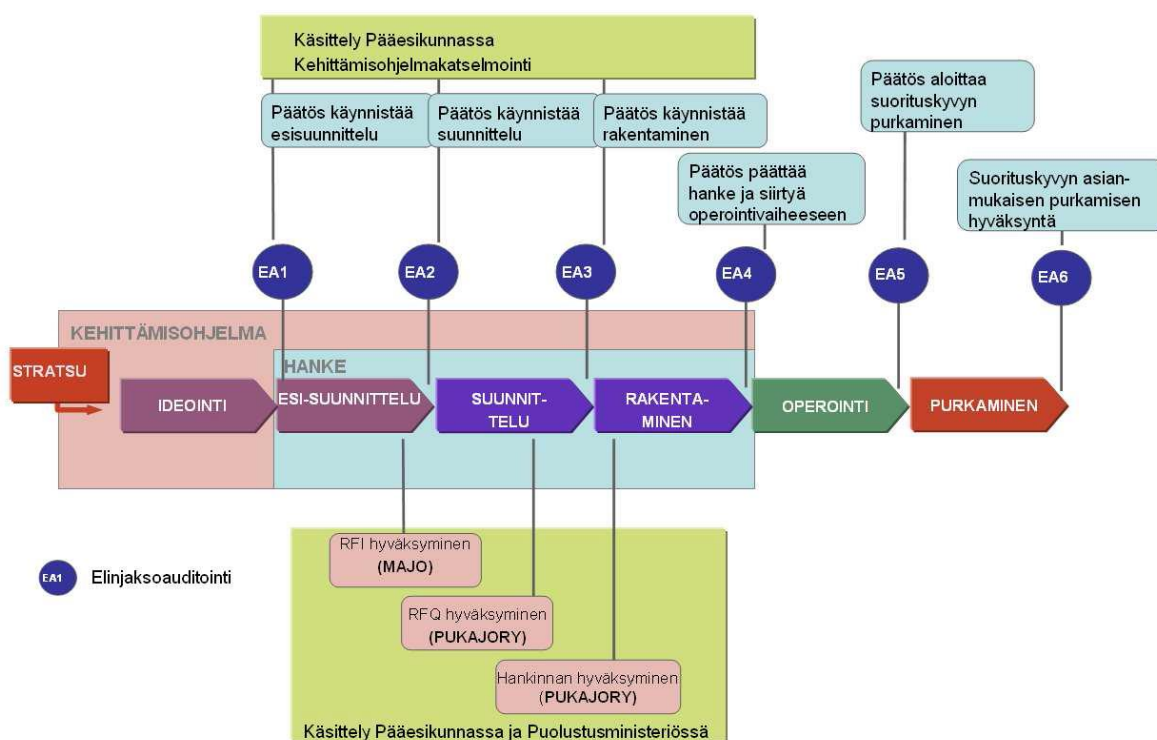 Käsittely Pääesikunnassa
Kehittämisohjelmakatselmointi
Päätös käynnistää
esisuunnittelu
Päätös käynnistää
suunnittelu
Päätös käynnistää
rakentaminen
Päätös päättää
hanke ja siirtyä
operointivaiheeseen
Päätös aloittaa
suorituskyvyn
purkaminen
Suorituskyvyn asian-
mukaisen purkamisen
hyväksyntä
EA1
EA2
EA3
EA4
EA5
EA6
KEHITTÄMISOHJELMA
HANKE
STRATSU
IDEOINTI
ESI-SUUNNITTELU
SUUNNIT-
TELU
RAKENTA-
MINEN
OPEROINTI
PURKAMINEN
RFI hyväksyminen
(MAJO)
RFQ hyväksyminen
(PUKAJORY)
Hankinnan hyväksyminen
(PUKAJORY)
Käsittely Pääesikunnassa ja Puolustusministeriössä
EA1
Elinjaksoauditointi